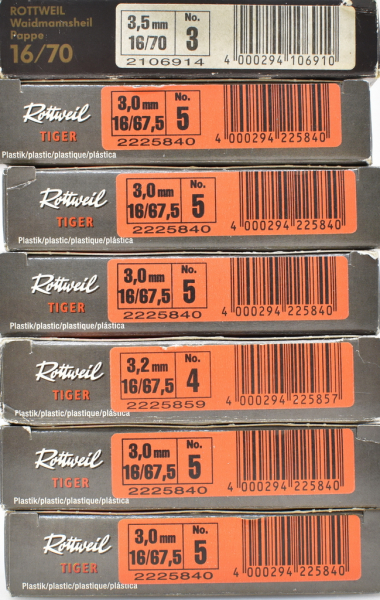 ROTTWEIL
Waidmannsheil
Pappe
16/70
3,5 mm
16/70
No.
3
2106914
4 000294 106910
Rottweil
TIGER
Plastik/plastic/plastique/plástica
3,0 mm
16/67,5
No.
5
2225840
4 000294 225840
Rottweil
TIGER
Plastik/plastic/plastique/plástica
3,0 mm
16/67,5
No.
5
2225840
4 000294 225840
Rottweil
TIGER
Plastik/plastic/plastique/plástica
3,0 mm
16/67,5
No.
5
2225840
4 000294 225840
Rottweil
TIGER
Plastik/plastic/plastique/plástica
3,2 mm
16/67,5
No.
4
2225859
4 000294 225857
Rottweil
TIGER
Plastik/plastic/plastique/plástica
3,0 mm
16/67,5
No.
5
2225840
4 000294 225840
Rottweil
TIGER
Plastik/plastic/plastique/plástica
3,0 mm
16/67,5
No.
5
2225840
4 000294 225840